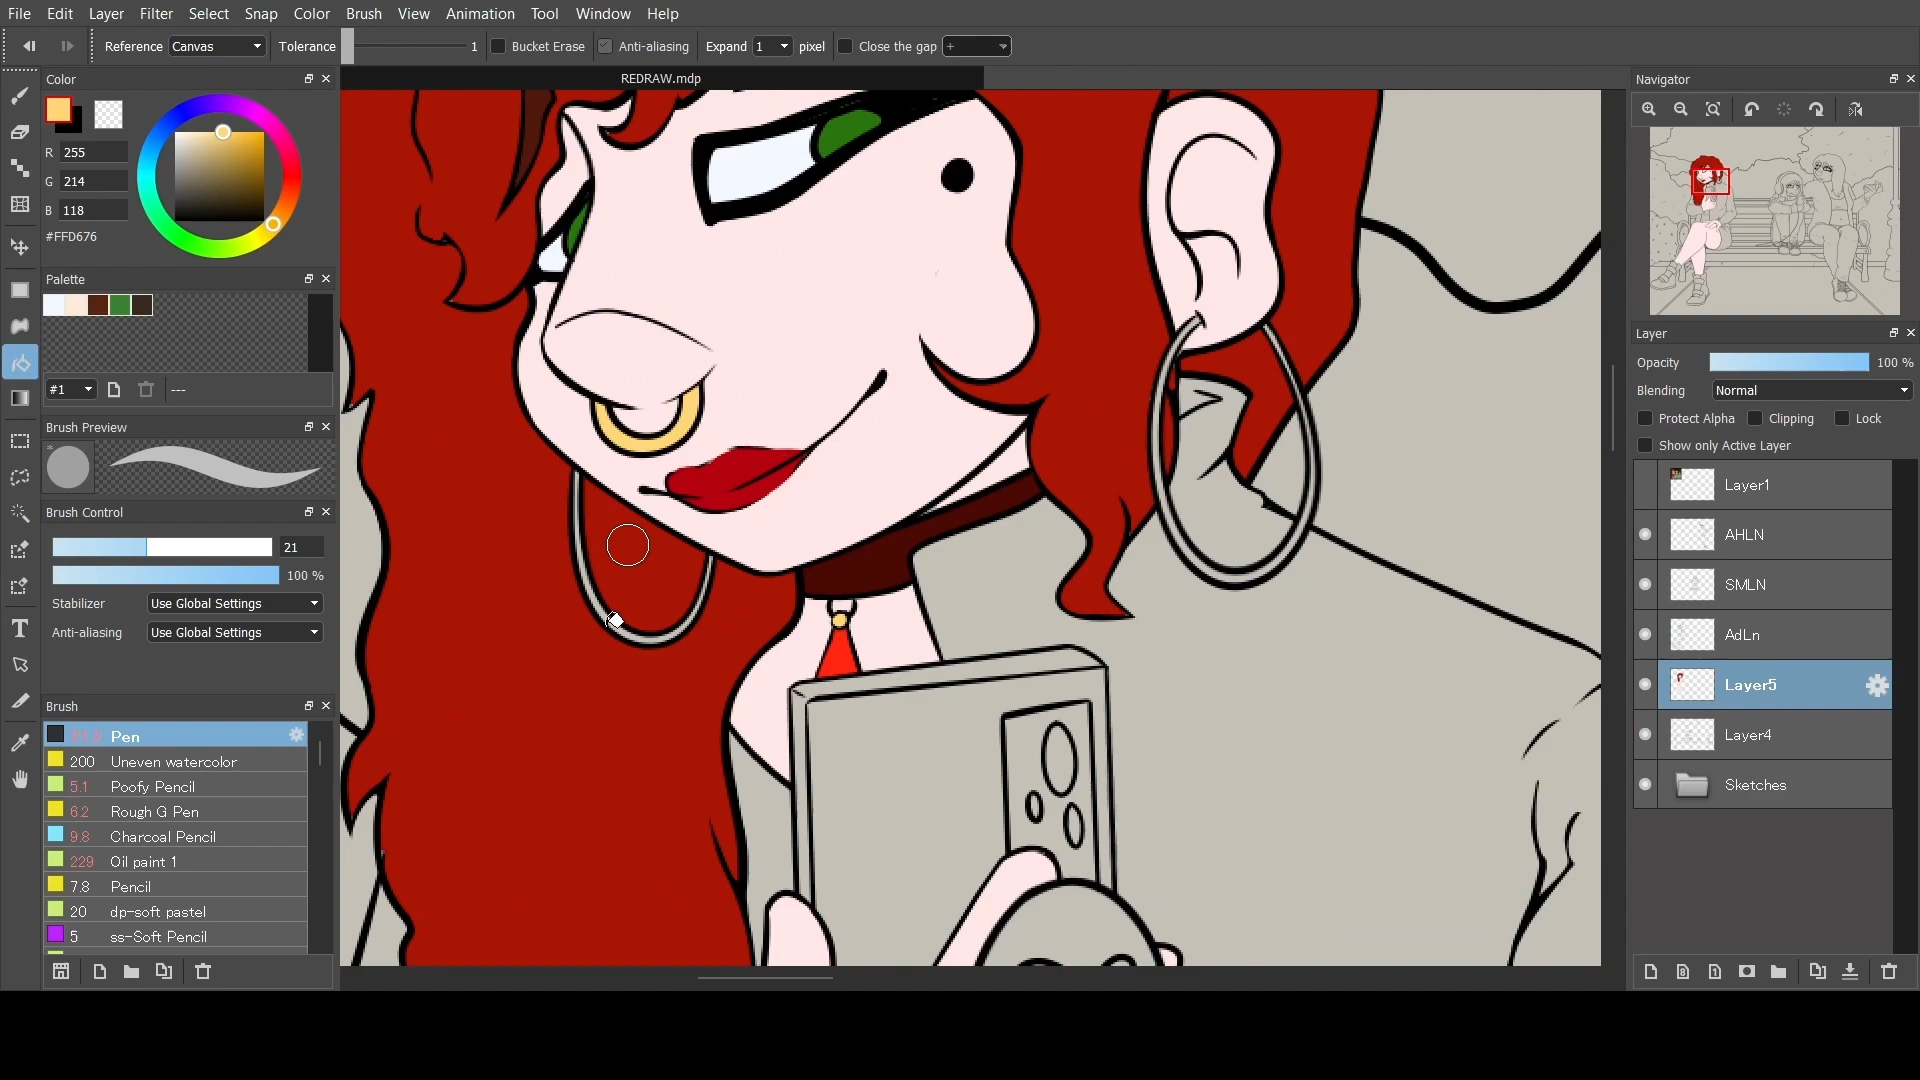 File Edit Layer Filter Select Snap Color Brush View Animation Tool Window Help
Reference Canvas Tolerance 1 Bucket Erase Anti-aliasing Expand 1 pixel Close the gap +
REDRAW.mdp
Color
R 255
G 214
B 118
#FFD676
Palette
#1 ---
Brush Preview
*
Brush Control
21
100 %
Stabilizer Use Global Settings
Anti-aliasing Use Global Settings
Brush
Pen
200 Uneven watercolor
5.1 Poofy Pencil
6.2 Rough G Pen
9.8 Charcoal Pencil
229 Oil paint 1
7.8 Pencil
20 dp-soft pastel
5 ss-Soft Pencil
Navigator
Layer
Opacity 100 %
Blending Normal
Protect Alpha Clipping Lock
Show only Active Layer
Layer1
AHLN
SMLN
AdLn
Layer5
Layer4
Sketches
T
8 1